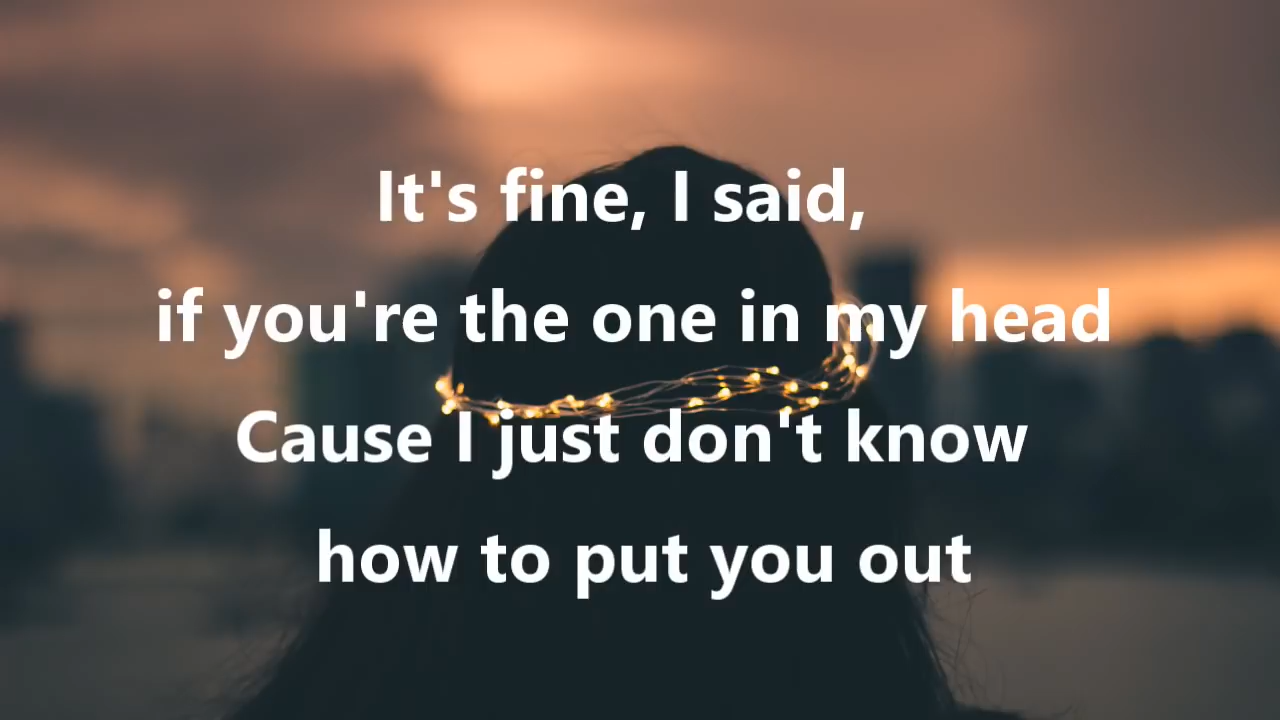 It's fine, I said,
if you're the one in my head
Cause I just don't know
how to put you out